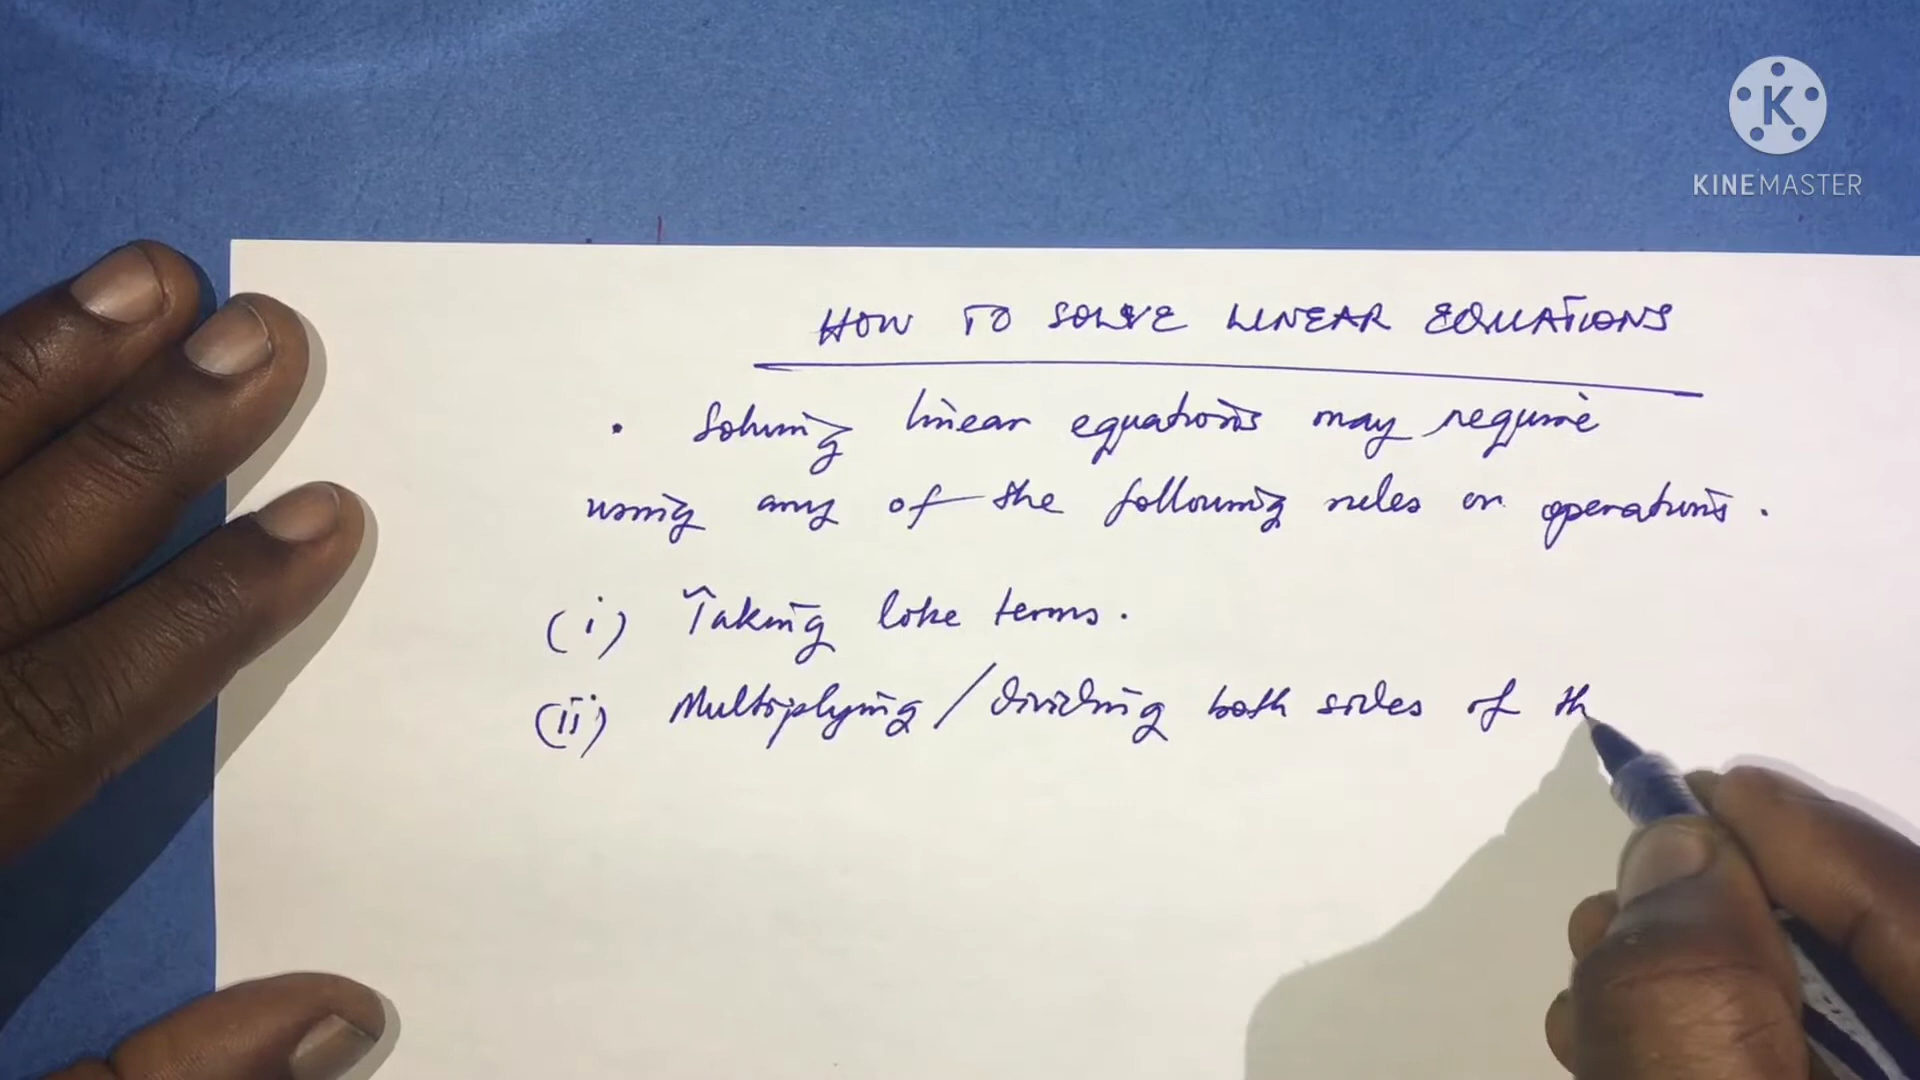 K
KINEMASTER
HOW TO SOLVE LINEAR EQUATIONS
• Solving linear equations may require
using any of the following rules or operations.
(i) Taking like terms.
(ii) Multiplying/dividing both sides of th